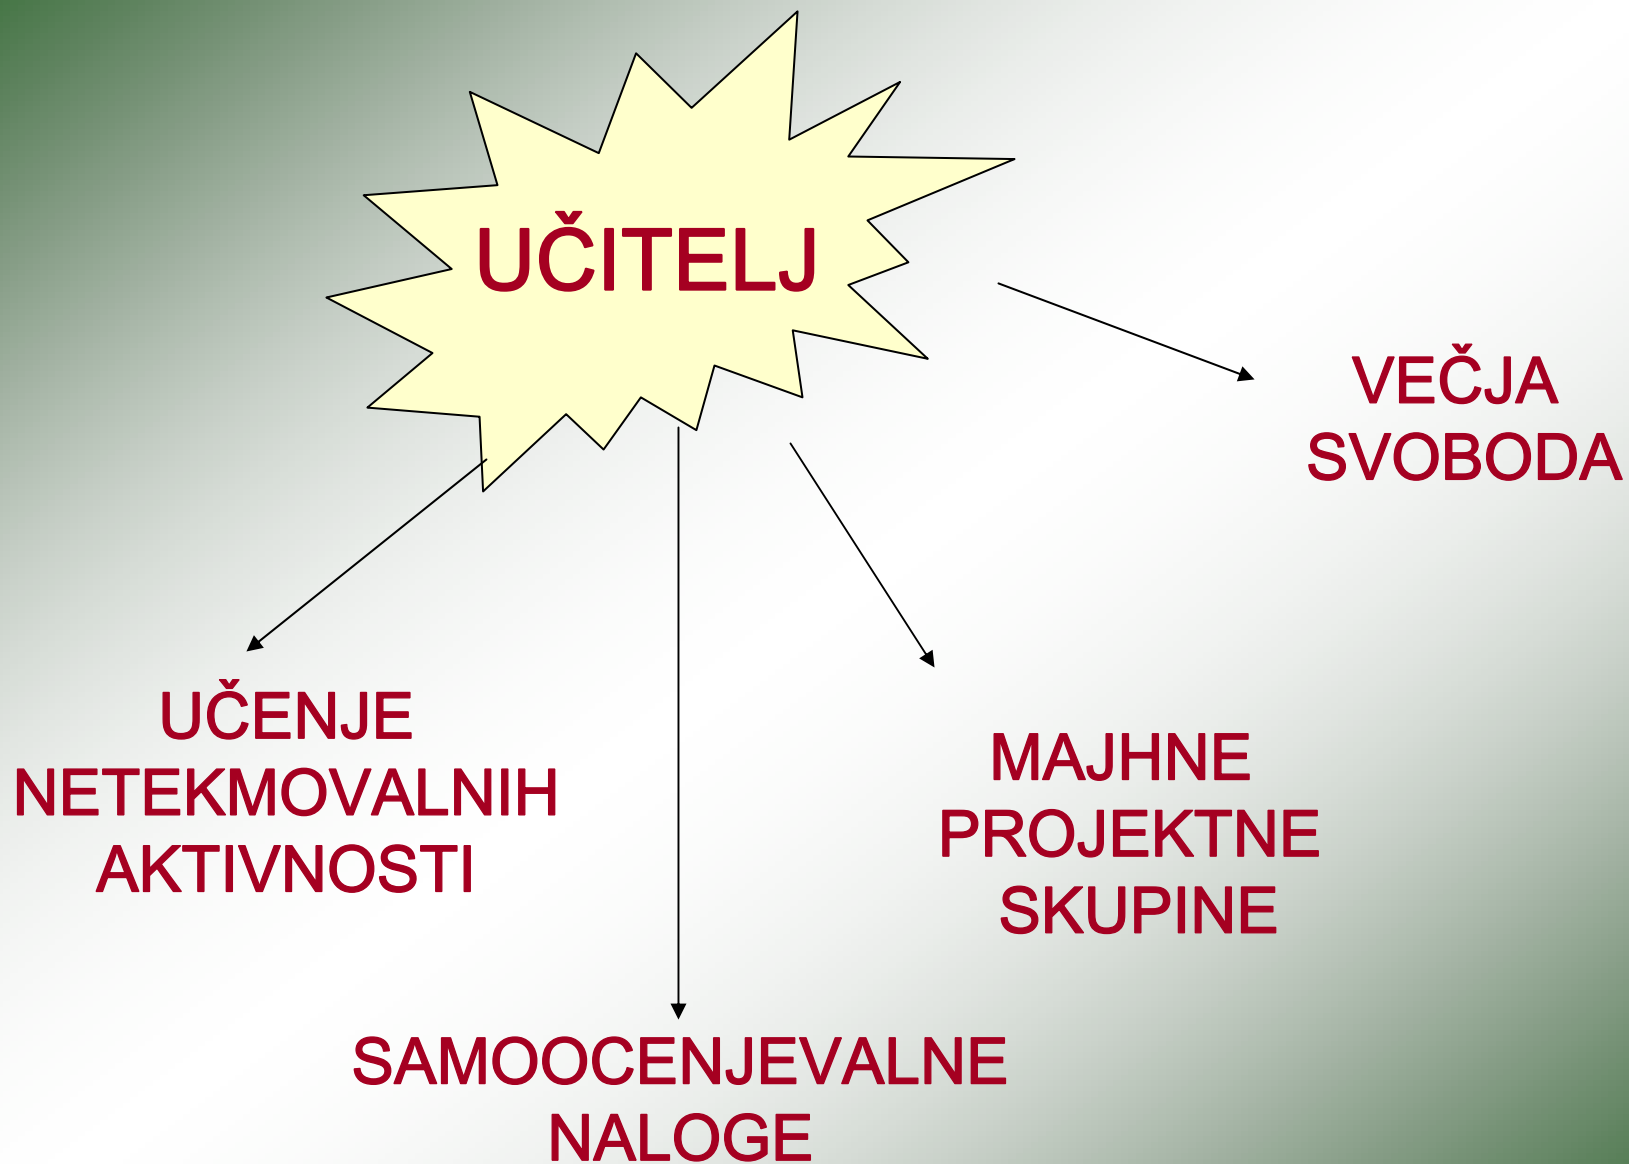 UČITELJ
VEČJA
SVOBODA
UČENJE
NETEKMOVALNIH
AKTIVNOSTI
MAJHNE
PROJEKTNE
SKUPINE
SAMOOCENJEVALNE
NALOGE